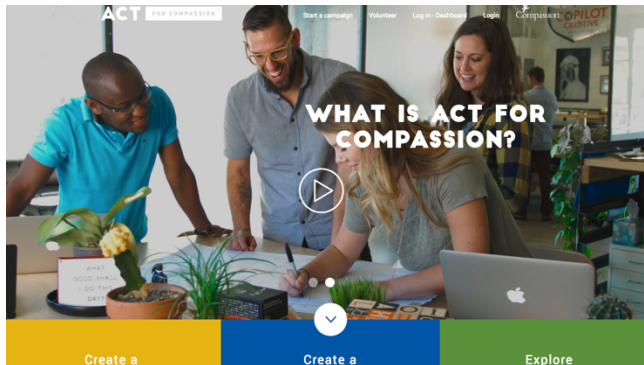 ACT FOR COMPASSION
Start a campaign
Volunteer
Log in - Dashboard
Login
Compassion
COPILOT
CREATIVE
WHAT IS ACT FOR
COMPASSION?
WHAT
GOOD SHALL
I DO THIS
DAY?
Create a
Create a
Explore